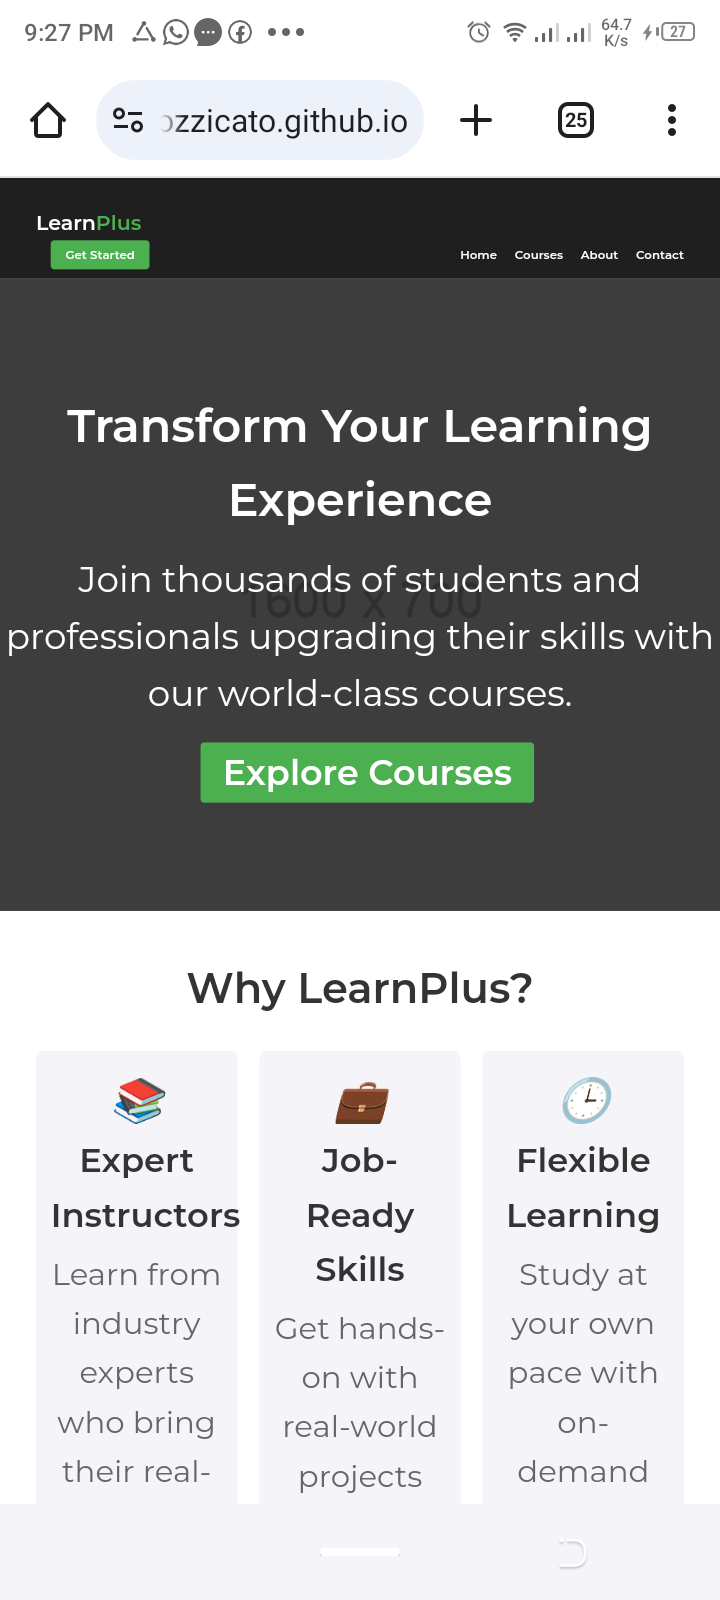 9:27 PM
64.7
K/s
27
ozzicato.github.io
25
LearnPlus
Get Started
Home Courses About Contact
Transform Your Learning
Experience
1600 x 700
Join thousands of students and
professionals upgrading their skills with
our world-class courses.
Explore Courses
Why LearnPlus?
Expert
Instructors
Learn from
industry
experts
who bring
their real-
Job-
Ready
Skills
Get hands-
on with
real-world
projects
Flexible
Learning
Study at
your own
pace with
on-
demand